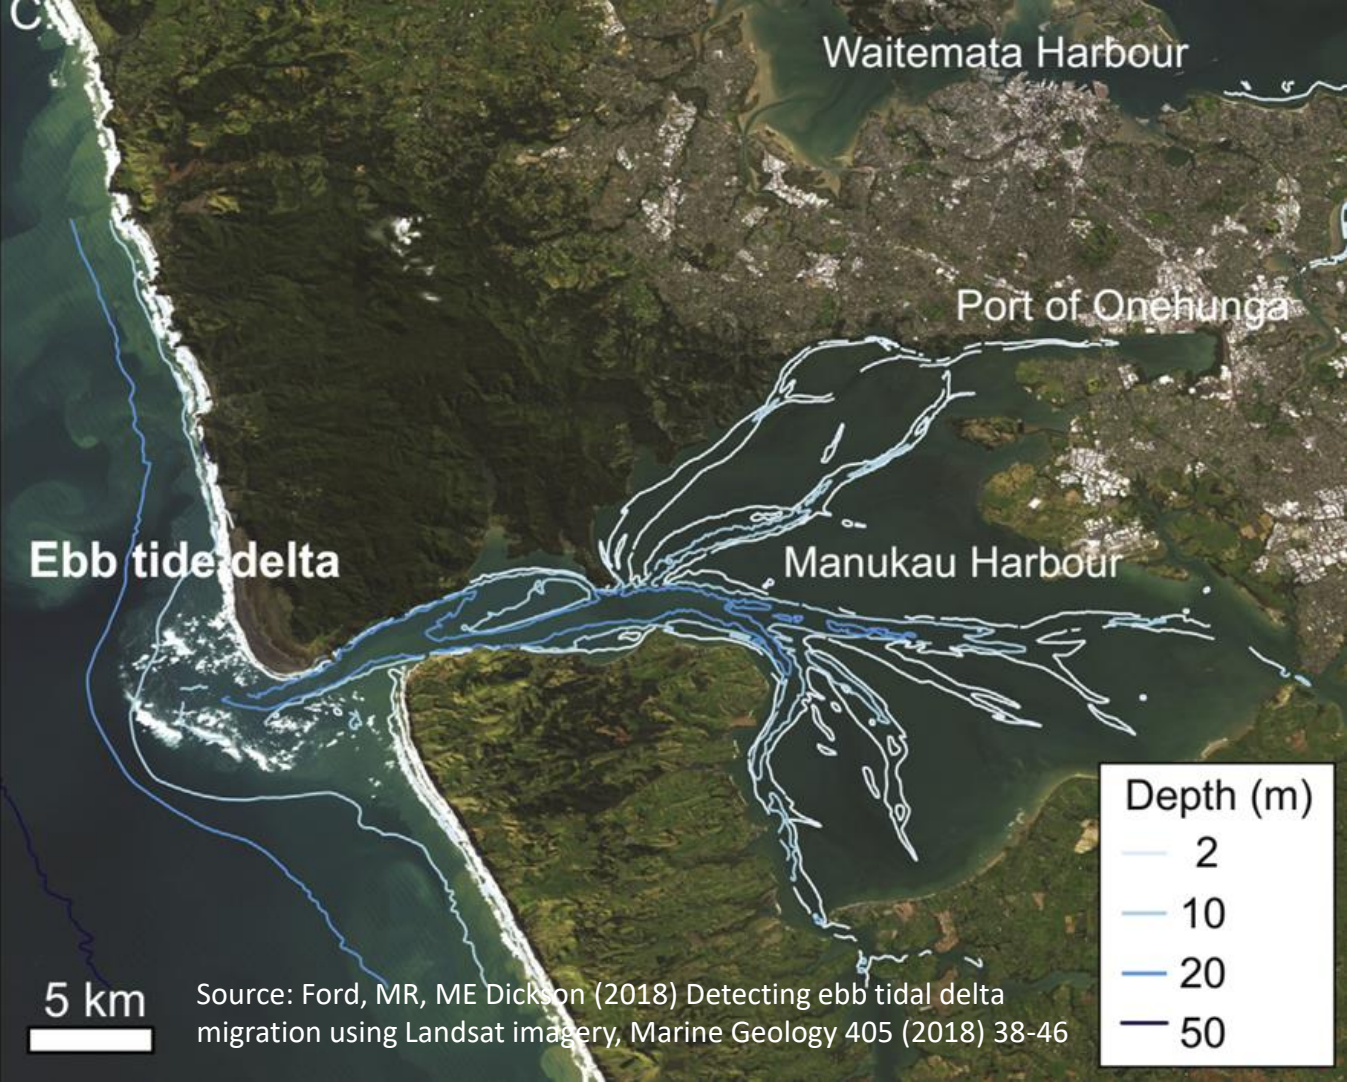 C
Waitemata Harbour
Port of Onehunga
Ebb tide delta
Manukau Harbour
Depth (m)
2
10
20
50
5 km
Source: Ford, MR, ME Dickson (2018) Detecting ebb tidal delta
migration using Landsat imagery, Marine Geology 405 (2018) 38-46